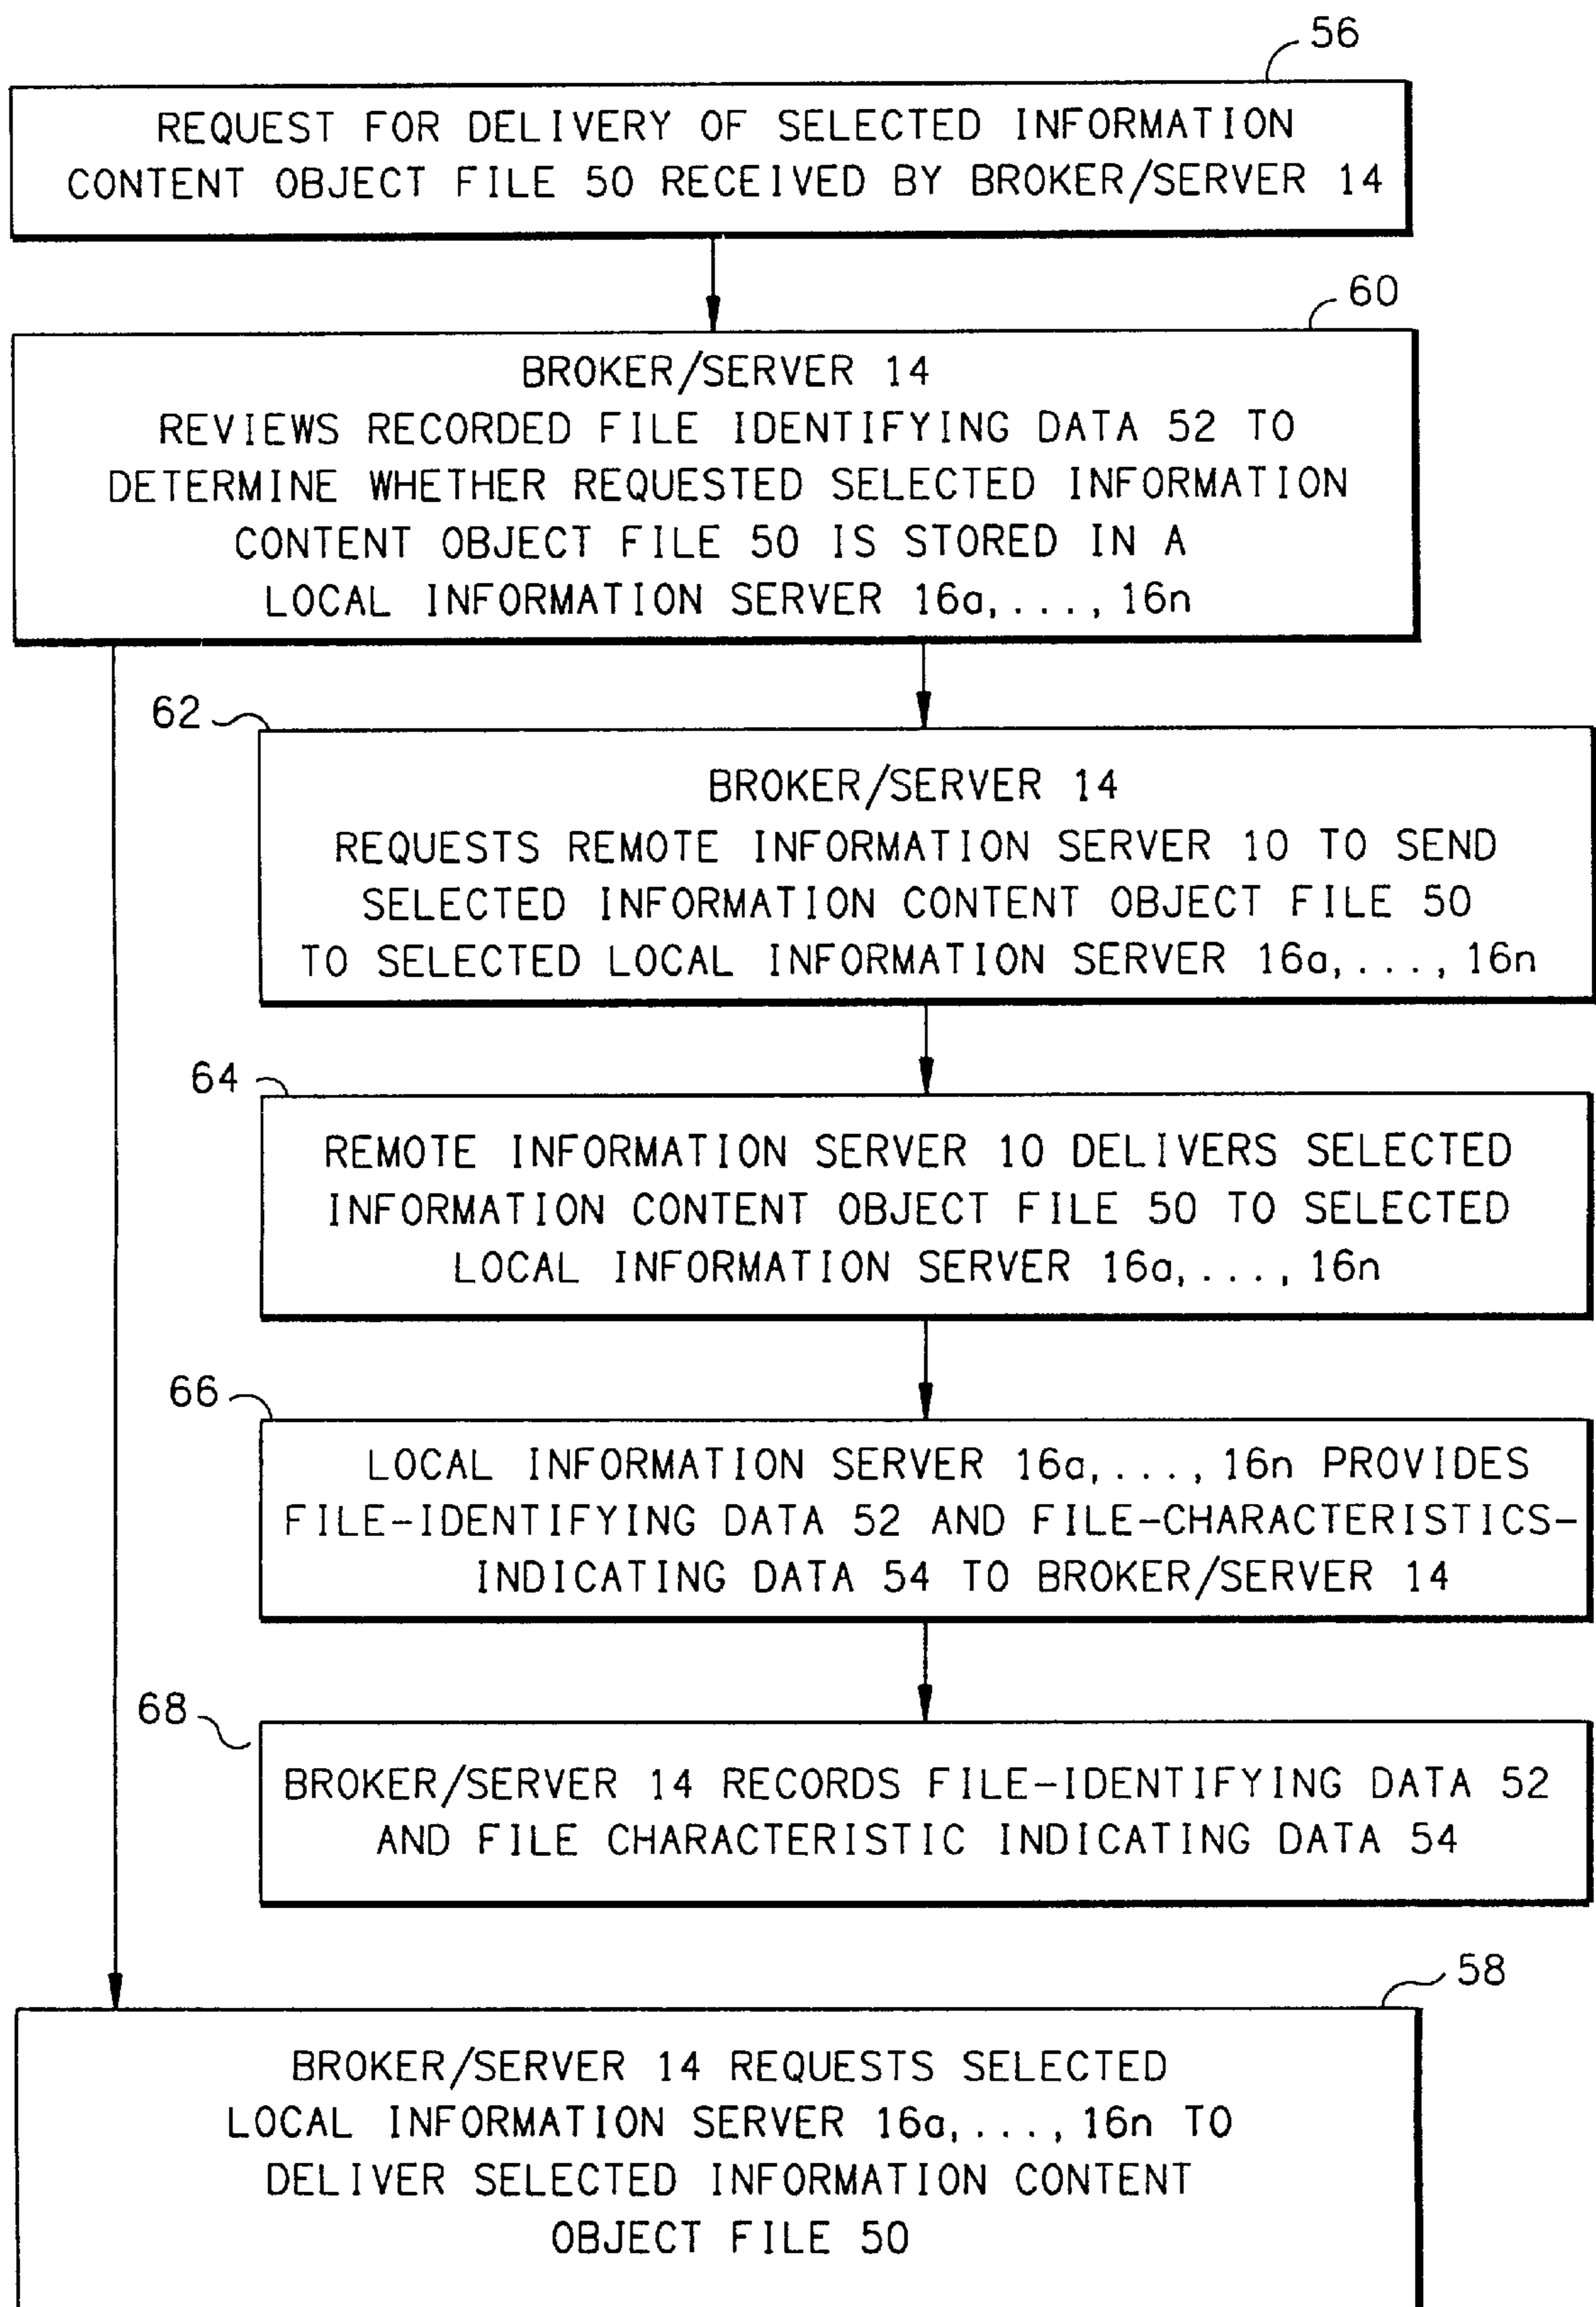 56
REQUEST FOR DELIVERY OF SELECTED INFORMATION
CONTENT OBJECT FILE 50 RECEIVED BY BROKER/SERVER 14
60
BROKER/SERVER 14
REVIEWS RECORDED FILE IDENTIFYING DATA 52 TO
DETERMINE WHETHER REQUESTED SELECTED INFORMATION
CONTENT OBJECT FILE 50 IS STORED IN A
LOCAL INFORMATION SERVER 16a,...., 16n
62
BROKER/SERVER 14
REQUESTS REMOTE INFORMATION SERVER 10 TO SEND
SELECTED INFORMATION CONTENT OBJECT FILE 50
TO SELECTED LOCAL INFORMATION SERVER 16a,...., 16n
64
REMOTE INFORMATION SERVER 10 DELIVERS SELECTED
INFORMATION CONTENT OBJECT FILE 50 TO SELECTED
LOCAL INFORMATION SERVER 16a,...., 16n
66
LOCAL INFORMATION SERVER 16a,...., 16n PROVIDES
FILE-IDENTIFYING DATA 52 AND FILE-CHARACTERISTICS-
INDICATING DATA 54 TO BROKER/SERVER 14
68
BROKER/SERVER 14 RECORDS FILE-IDENTIFYING DATA 52
AND FILE CHARACTERISTIC INDICATING DATA 54
58
BROKER/SERVER 14 REQUESTS SELECTED
LOCAL INFORMATION SERVER 16a,...., 16n TO
DELIVER SELECTED INFORMATION CONTENT
OBJECT FILE 50